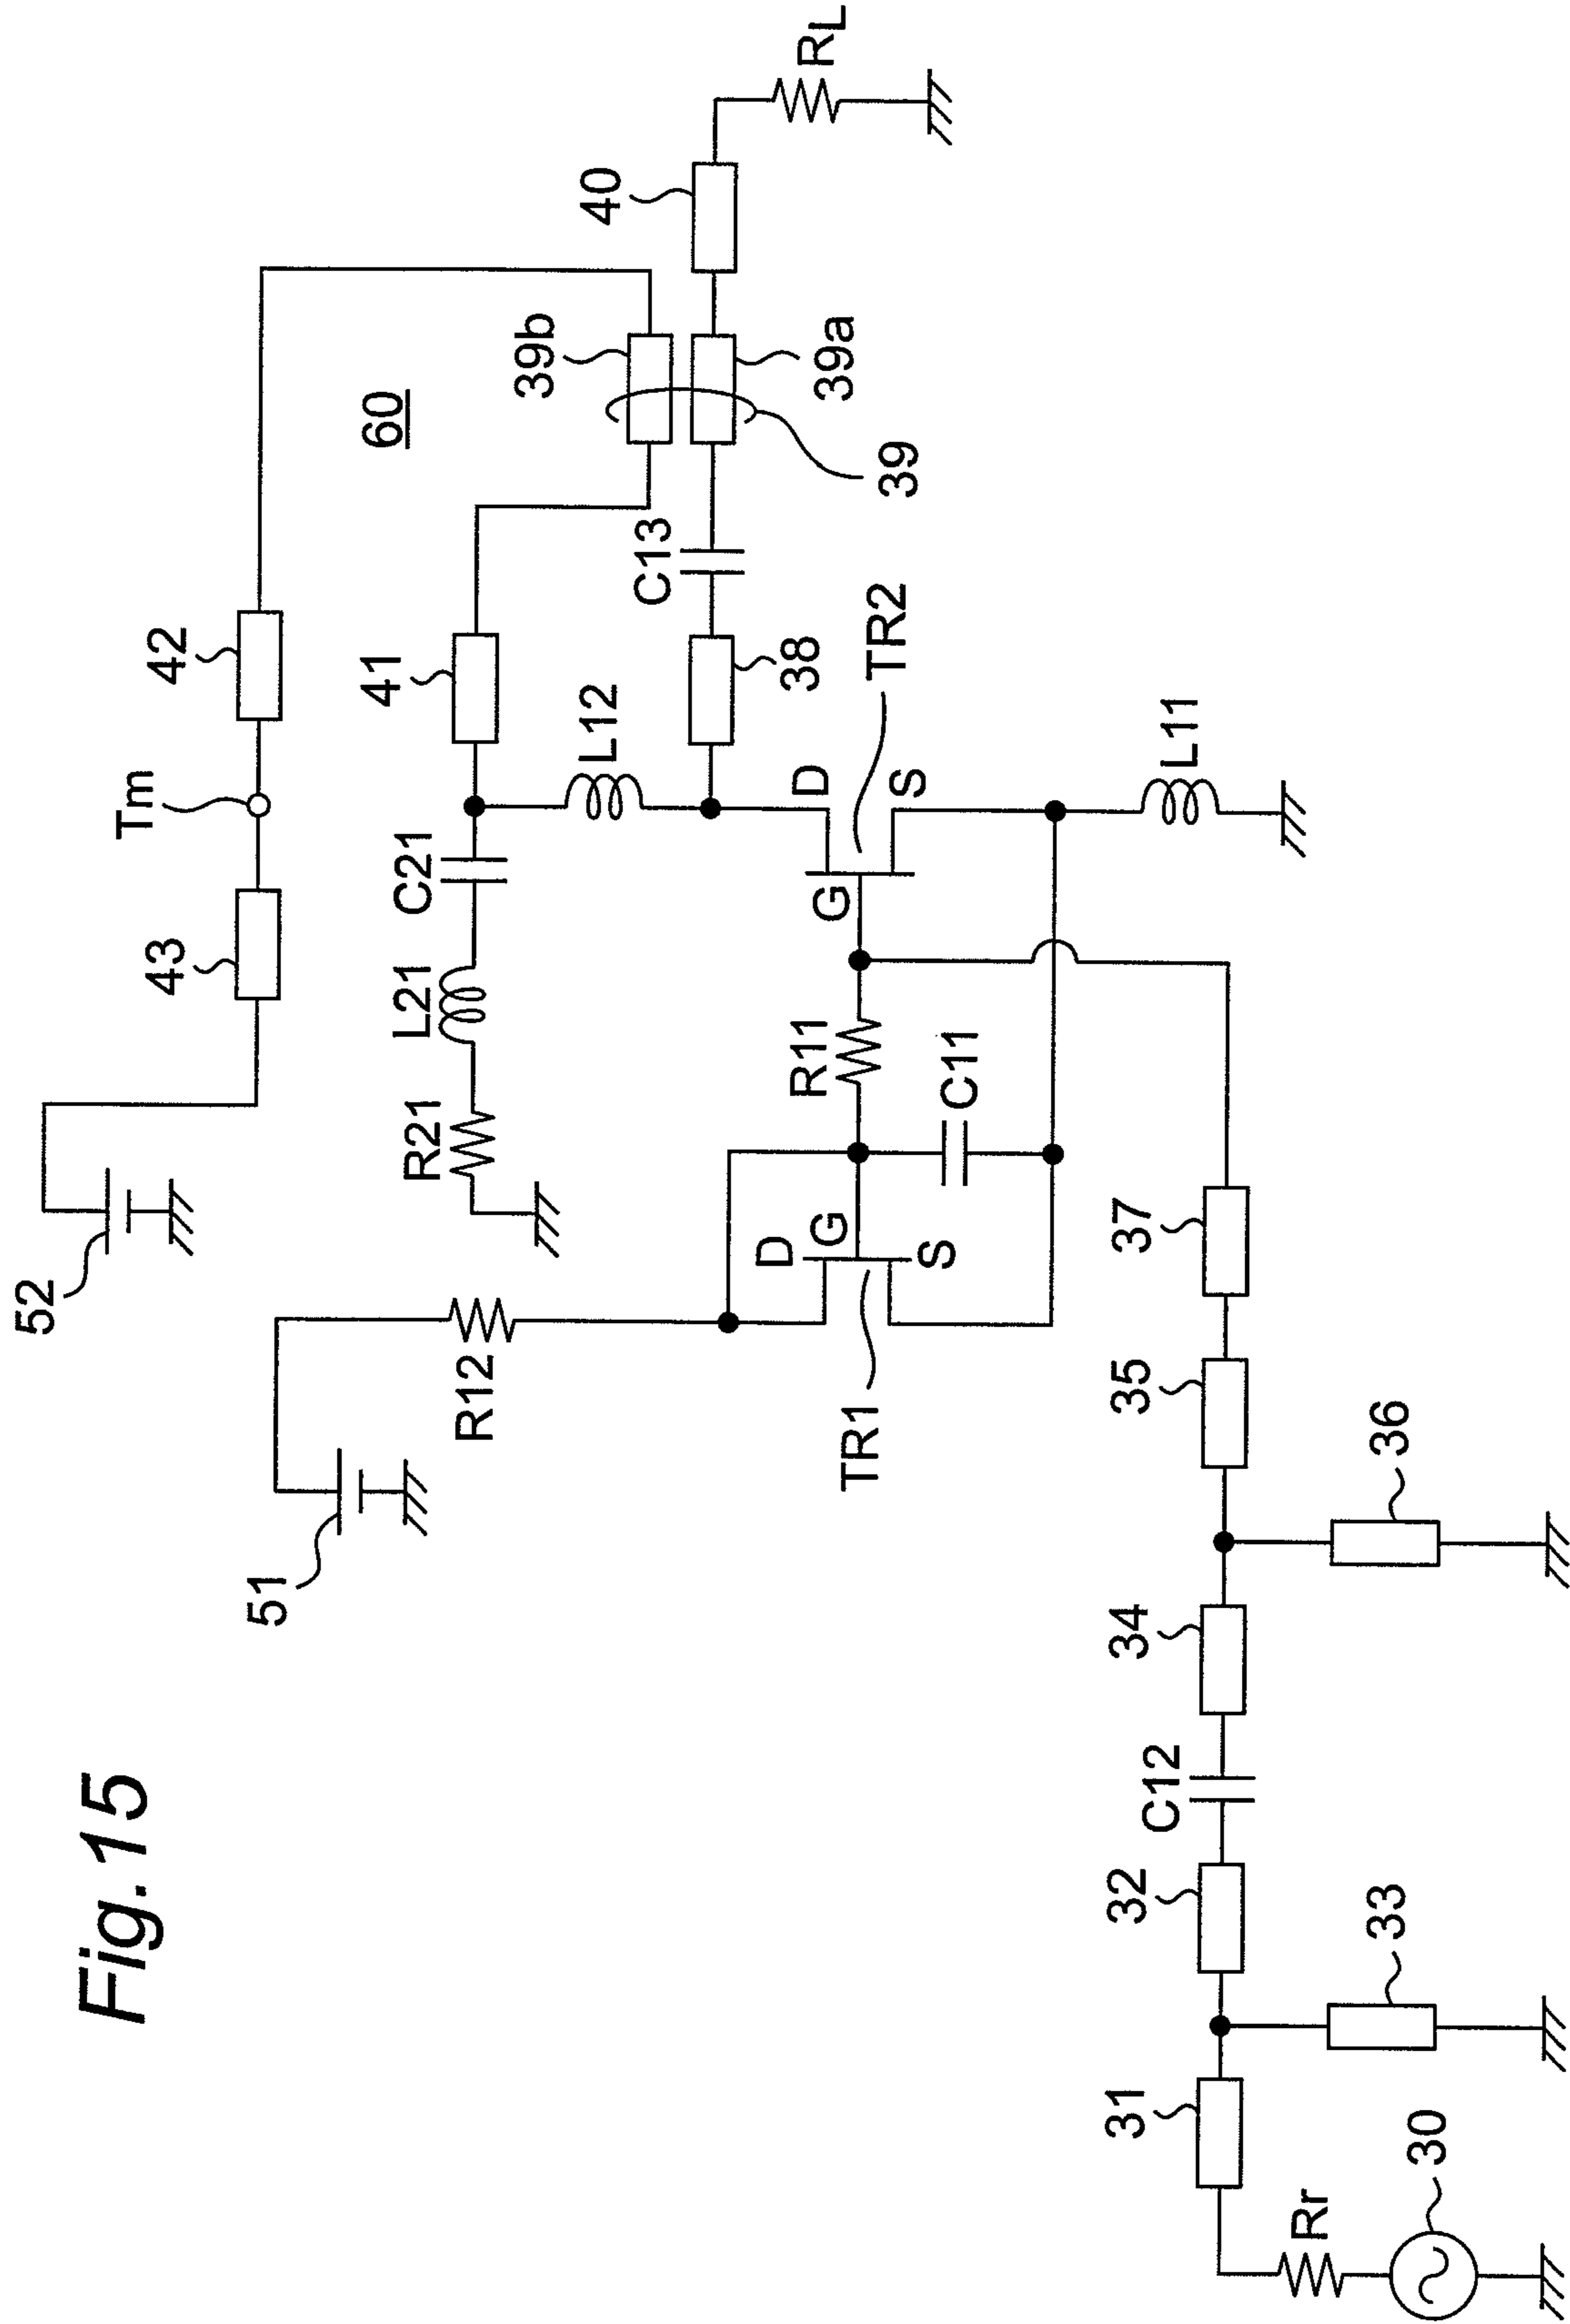 Fig.15
52
43
Tm
42
60
51
R12
R21
L21
C21
41
L12
39b
C13
38
39a
39
40
RL
TR1
D
G
S
R11
C11
G
D
S
TR2
L11
30
Rr
31
33
32
C12
34
36
35
37